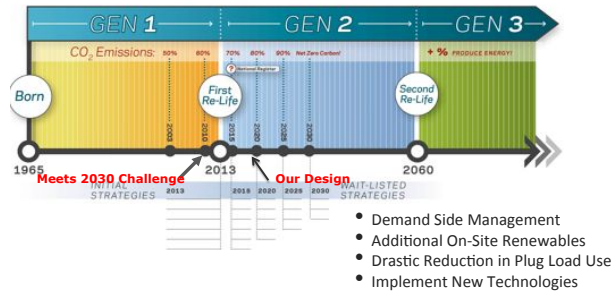 GEN 1
GEN 2
GEN 3
CO2 Emissions: 50% 60% 70% 80% 90% Net Zero Carbon!
+ % PRODUCE ENERGY!
? National Register
Born
First
Re-Life
Second
Re-Life
2003
2010
2015
2020
2025
2030
1965
2013
2060
Meets 2030 Challenge
Our Design
INITIAL
STRATEGIES
2013
2015
2020
2025
2030
WAIT-LISTED
STRATEGIES
• Demand Side Management
• Additional On-Site Renewables
• Drastic Reduction in Plug Load Use
• Implement New Technologies